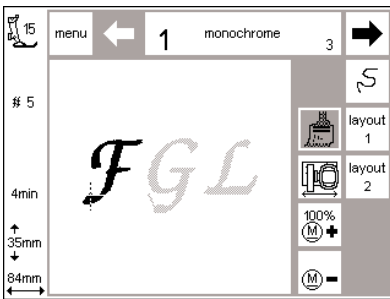 15
menu 1 monochrome 3
# 5
layout 1
FGL
layout 2
4min
100%
M +
35mm
M -
84mm